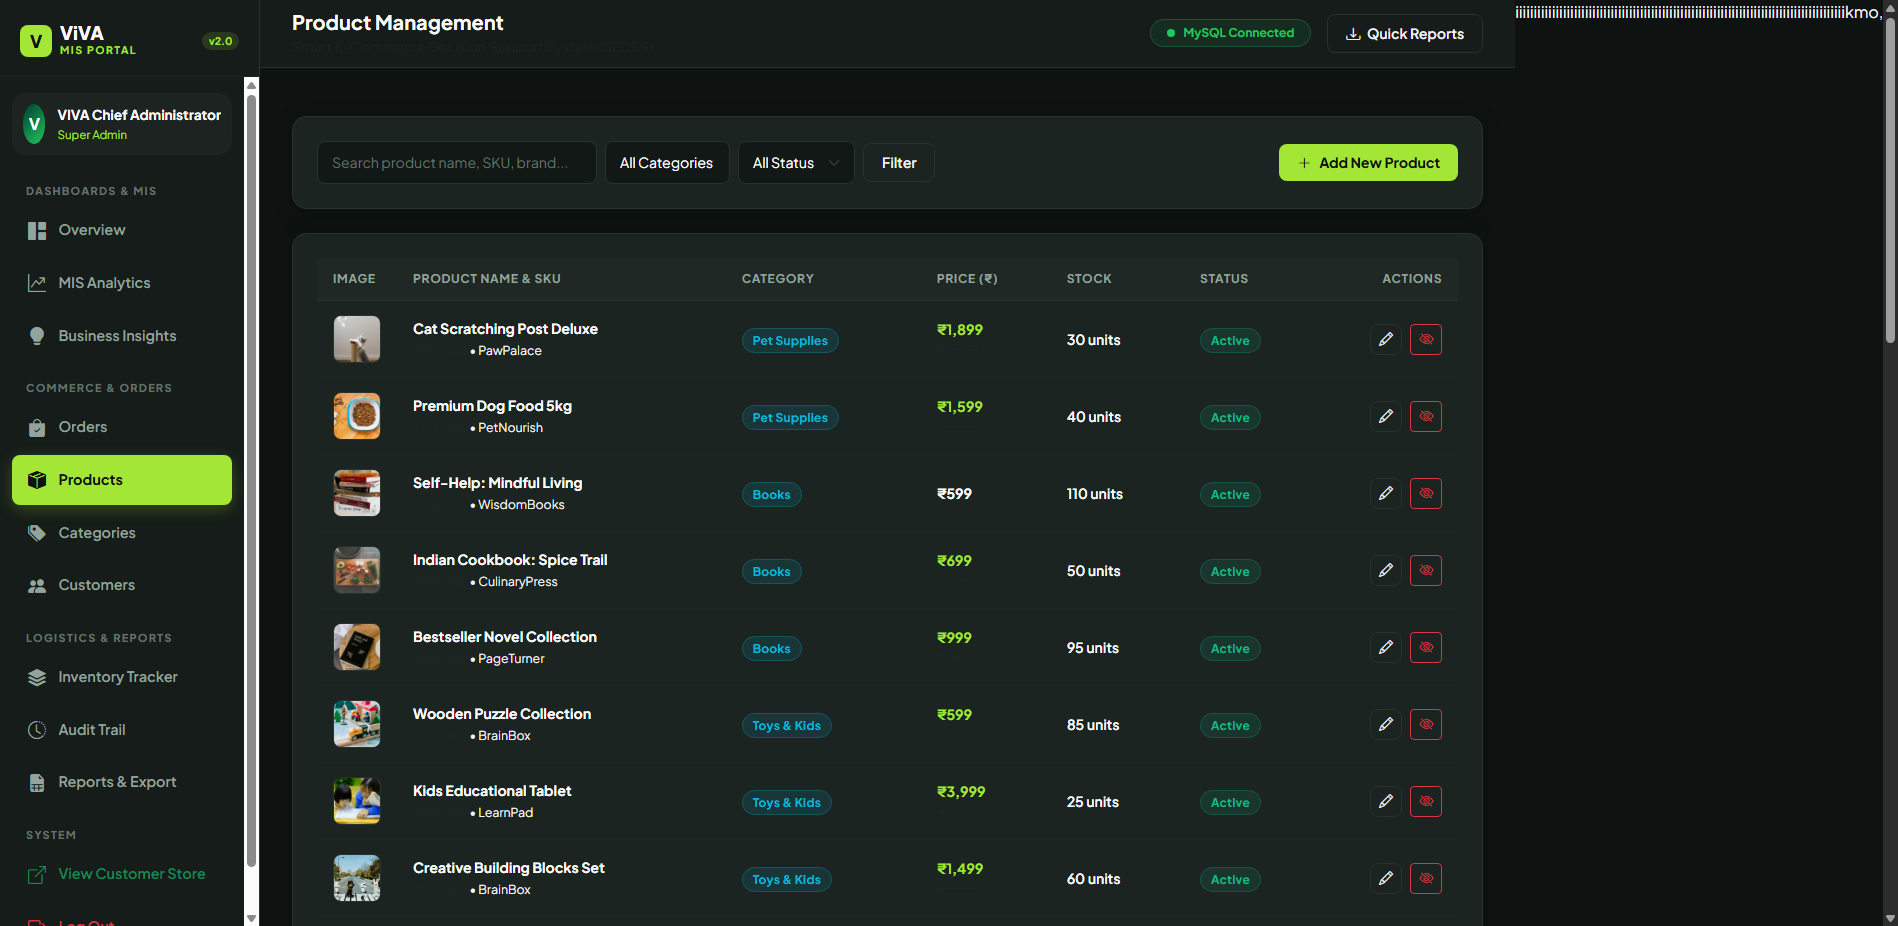 V
ViVA
MIS PORTAL
v2.0
V
VIVA Chief Administrator
Super Admin
DASHBOARDS & MIS
Overview
MIS Analytics
Business Insights
COMMERCE & ORDERS
Orders
Products
Categories
Customers
LOGISTICS & REPORTS
Inventory Tracker
Audit Trail
Reports & Export
SYSTEM
View Customer Store
Log Out
Product Management
MySQL Connected
Quick Reports
Search product name, SKU, brand...
All Categories
All Status
Filter
+ Add New Product
IMAGE PRODUCT NAME & SKU CATEGORY PRICE (₹) STOCK STATUS ACTIONS
Cat Scratching Post Deluxe
• PawPalace
Pet Supplies
₹1,899
30 units
Active
Premium Dog Food 5kg
• PetNourish
Pet Supplies
₹1,599
40 units
Active
Self-Help: Mindful Living
• WisdomBooks
Books
₹599
110 units
Active
Indian Cookbook: Spice Trail
• CulinaryPress
Books
₹699
50 units
Active
Bestseller Novel Collection
• PageTurner
Books
₹999
95 units
Active
Wooden Puzzle Collection
• BrainBox
Toys & Kids
₹599
85 units
Active
Kids Educational Tablet
• LearnPad
Toys & Kids
₹3,999
25 units
Active
Creative Building Blocks Set
• BrainBox
Toys & Kids
₹1,499
60 units
Active